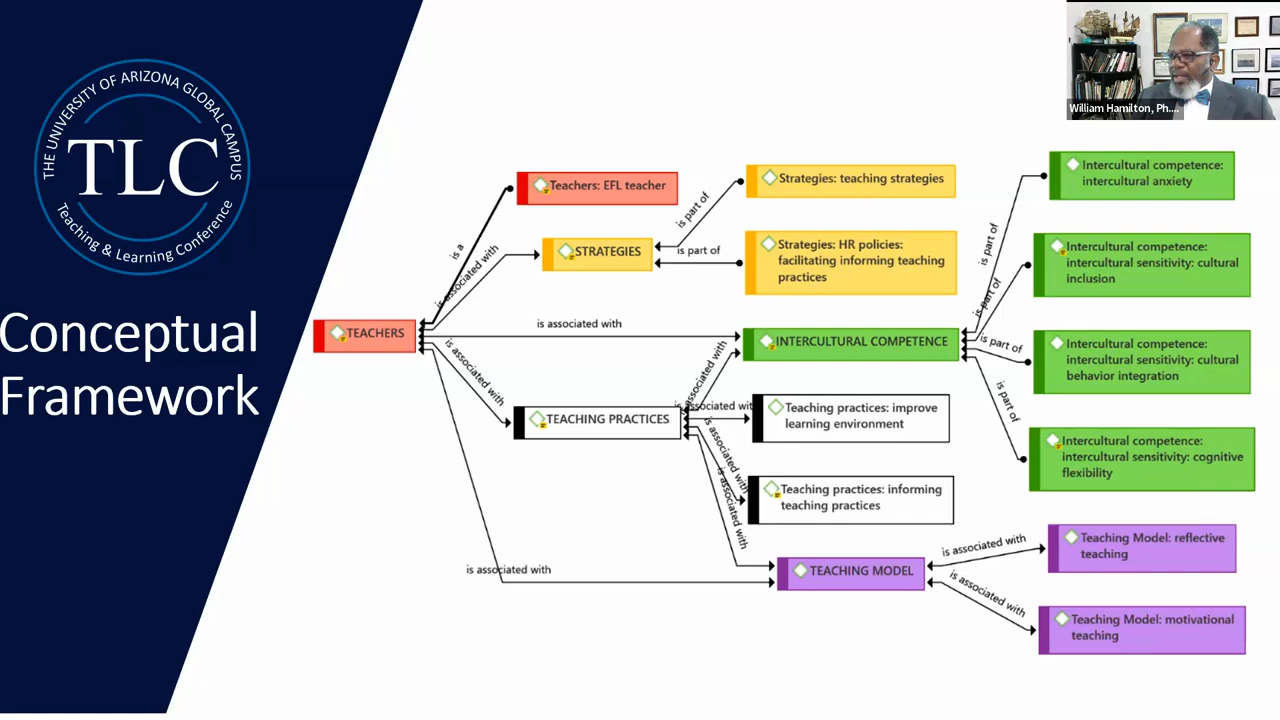 THE UNIVERSITY OF ARIZONA GLOBAL CAMPUS
TLC
Teaching & Learning Conference
Conceptual
Framework
William Hamilton, Ph....
TEACHERS
is a
is associated with
is associated with
is associated with
is associated with
Teachers: EFL teacher
STRATEGIES
is part of
is part of
Strategies: teaching strategies
Strategies: HR policies:
facilitating informing teaching
practices
INTERCULTURAL COMPETENCE
is part of
is part of
is part of
is part of
Intercultural competence:
intercultural anxiety
Intercultural competence:
intercultural sensitivity: cultural
inclusion
Intercultural competence:
intercultural sensitivity: cultural
behavior integration
Intercultural competence:
intercultural sensitivity: cognitive
flexibility
TEACHING PRACTICES
is associated with
is associated with
is associated with
is associated with
Teaching practices: improve
learning environment
Teaching practices: informing
teaching practices
TEACHING MODEL
is associated with
is associated with
Teaching Model: reflective
teaching
Teaching Model: motivational
teaching